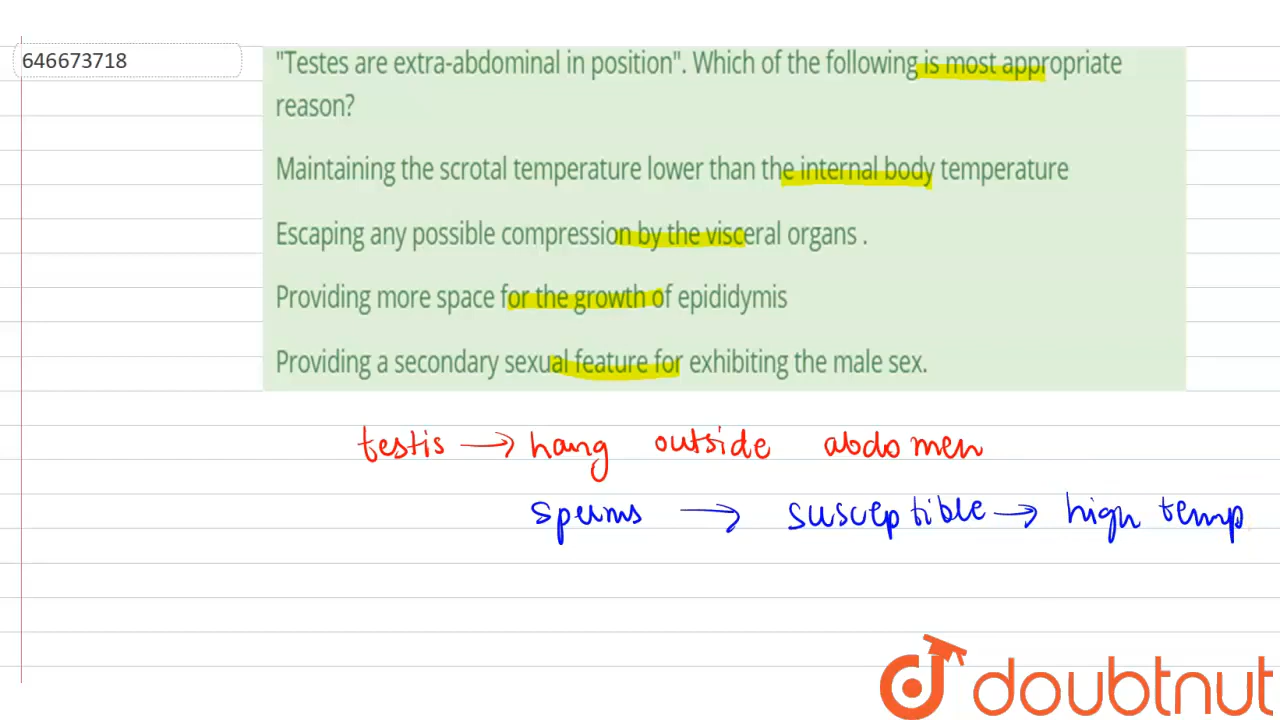 646673718
"Testes are extra-abdominal in position". Which of the following is most appropriate
reason?
Maintaining the scrotal temperature lower than the internal body temperature
Escaping any possible compression by the visceral organs .
Providing more space for the growth of epididymis
Providing a secondary sexual feature for exhibiting the male sex.
testis → hang outside abdomen
sperms → susceptible → high temp
doubtnut